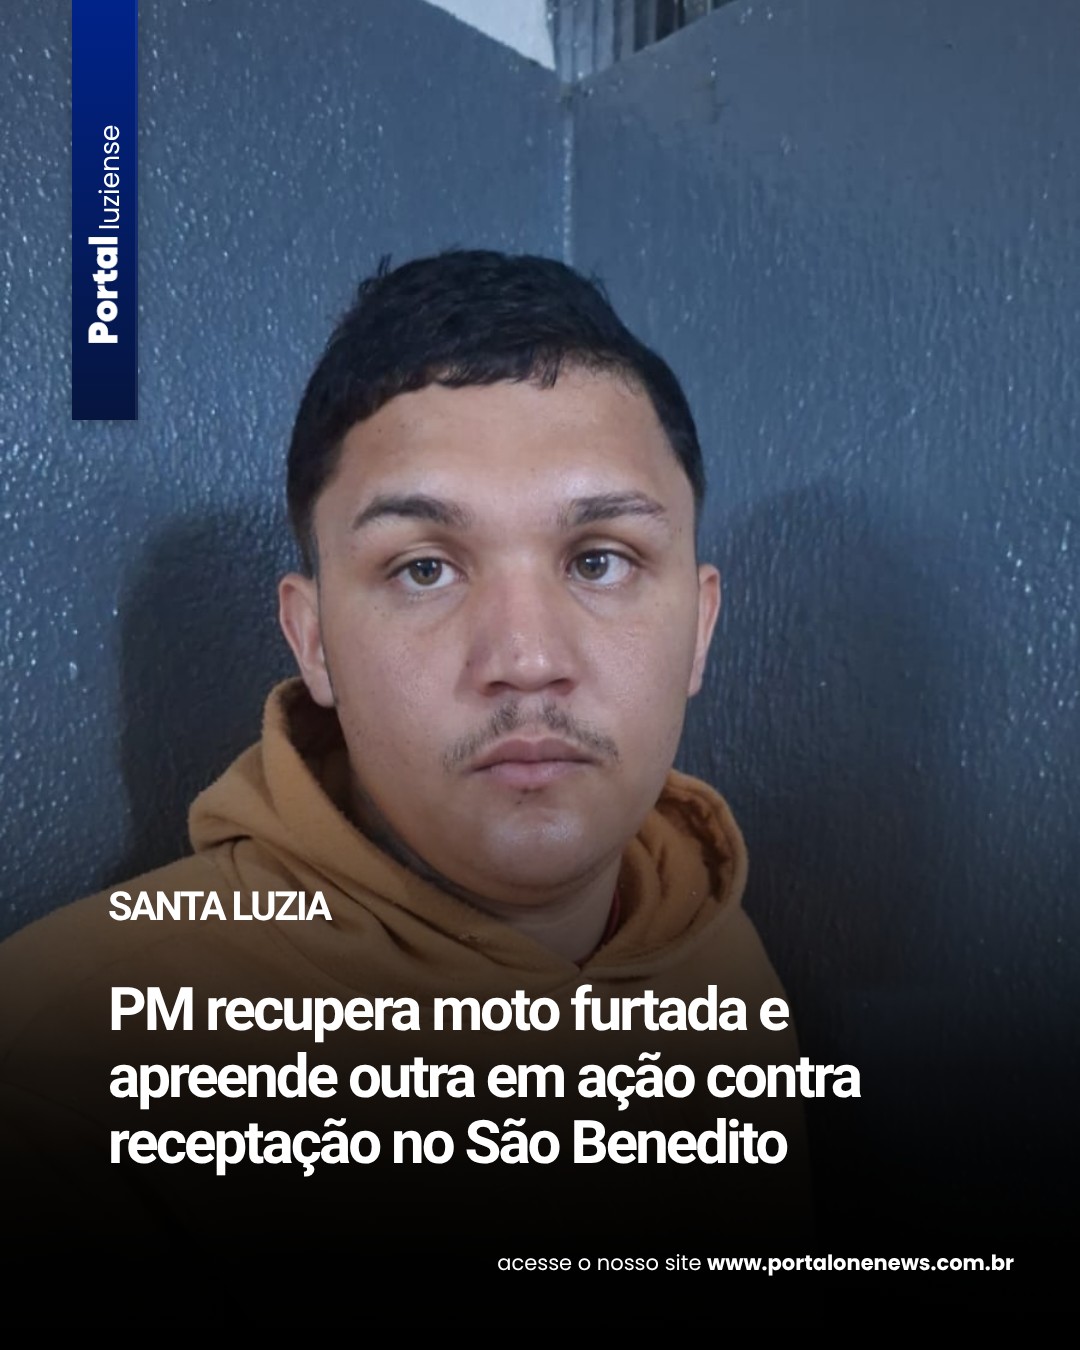 Portal luziense
SANTA LUZIA
PM recupera moto furtada e
apreende outra em ação contra
receptação no São Benedito
acesse o nosso site www.portalonenews.com.br